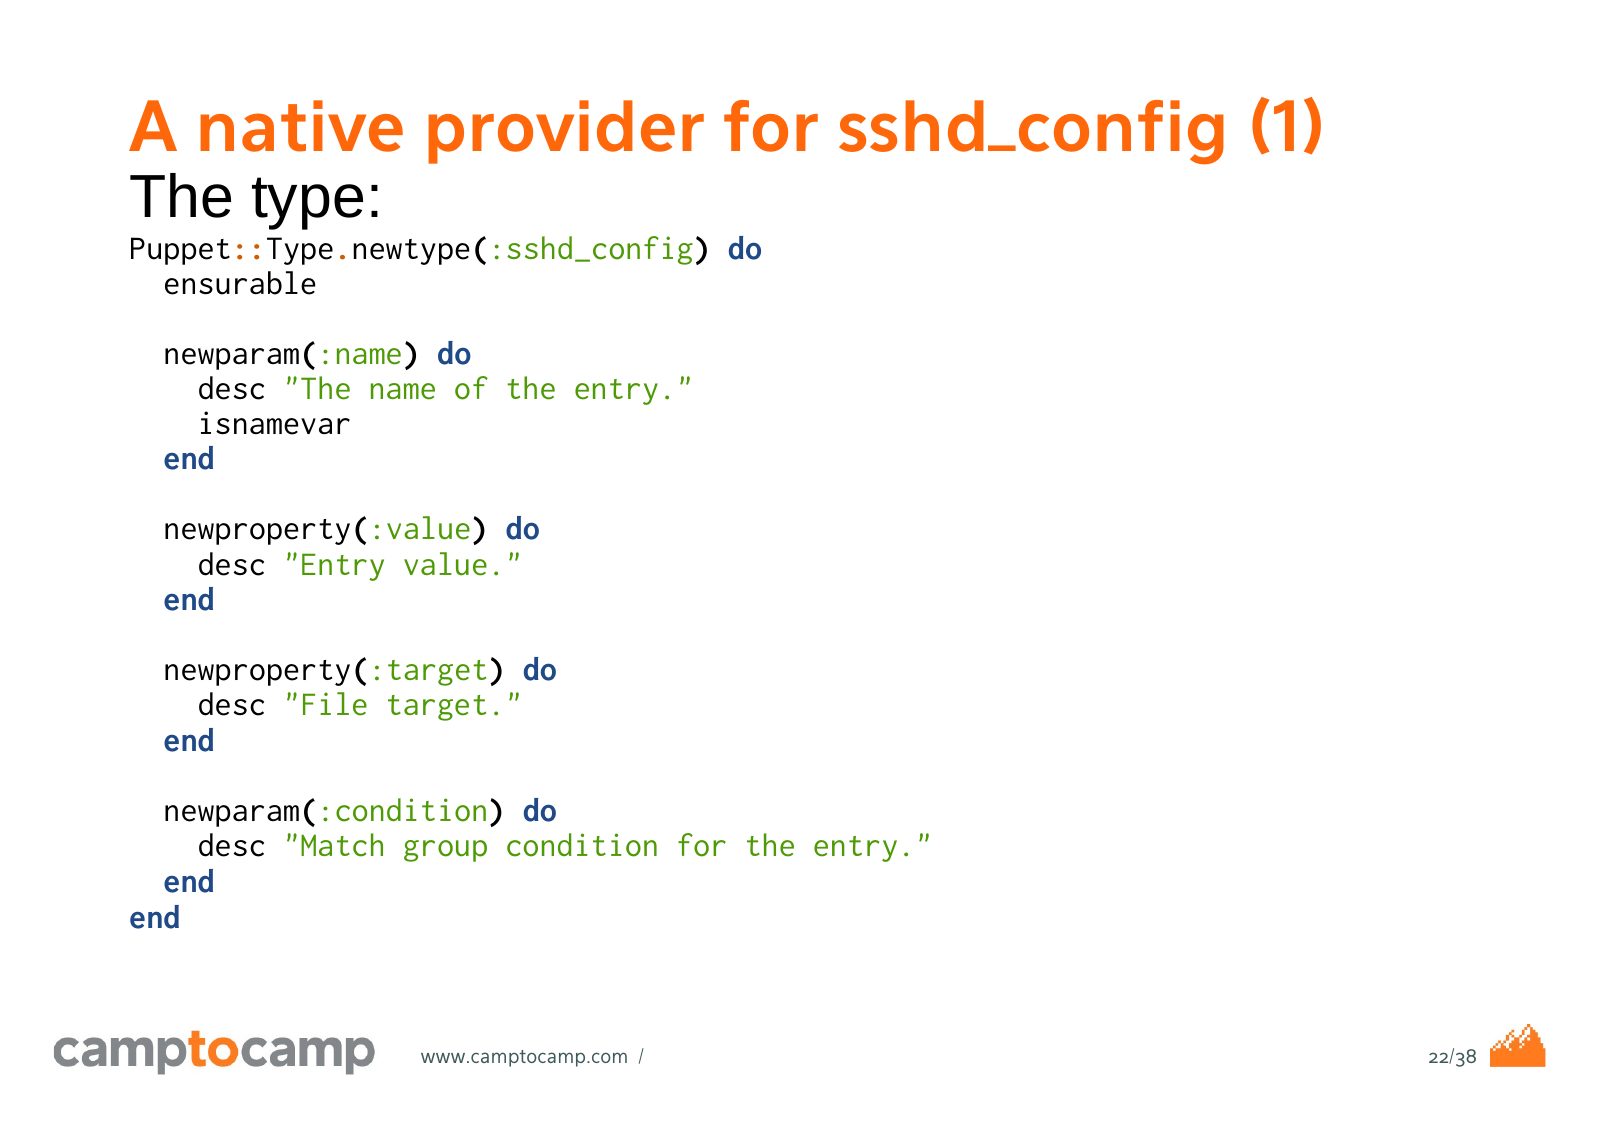 A native provider for sshd_config (1)
The type:
Puppet::Type.newtype(:sshd_config) do
  ensurable

  newparam(:name) do
    desc "The name of the entry."
    isnamevar
  end

  newproperty(:value) do
    desc "Entry value."
  end

  newproperty(:target) do
    desc "File target."
  end

  newparam(:condition) do
    desc "Match group condition for the entry."
  end
end
camptocamp www.camptocamp.com / 22/38